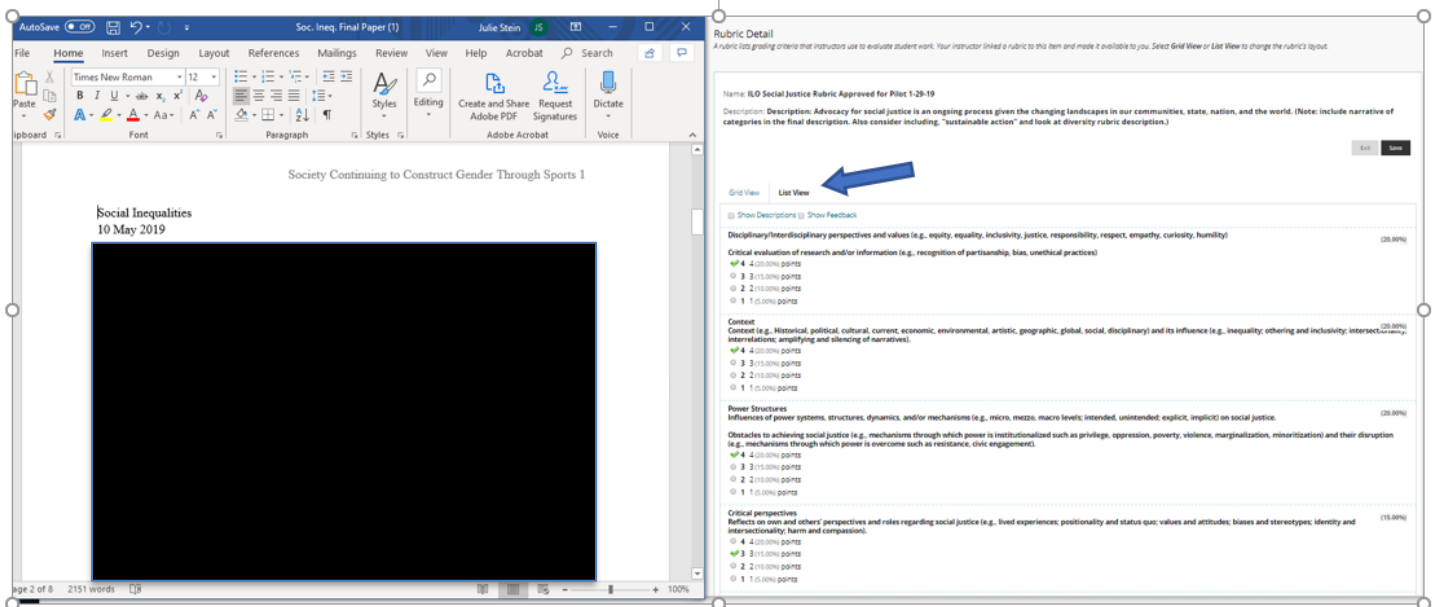 AutoSave Off Soc. Ineq. Final Paper (1) Julie Stein JS
File Home Insert Design Layout References Mailings Review View Help Acrobat Search
Times New Roman 12
Paste B I U ab x₂ x² A
A A Aa A A
Styles Editing Create and Share Adobe PDF Request Signatures Dictate
ipboard Font Paragraph Styles Adobe Acrobat Voice
Society Continuing to Construct Gender Through Sports 1
Social Inequalities
10 May 2019
age 2 of 8 2151 words 100%
Rubric Detail
A rubric lists grading criteria that instructors use to evaluate student work. Your instructor linked a rubric to this item and made it available to you. Select Grid View or List View to change the rubric's layout.
Name: ILO Social Justice Rubric Approved for Pilot 1-29-19
Description: Description: Advocacy for social justice is an ongoing process given the changing landscapes in our communities, state, nation, and the world. (Note: include narrative of
categories in the final description. Also consider including, "sustainable action" and look at diversity rubric description.)
Exit Save
Grid View List View
Show Descriptions Show Feedback
Disciplinary/Interdisciplinary perspectives and values (e.g., equity, equality, inclusivity, justice, responsibility, respect, empathy, curiosity, humility) (20.00%)
Critical evaluation of research and/or information (e.g., recognition of partisanship, bias, unethical practices)
4 4 (20.00%) points
3 3 (15.00%) points
2 2 (10.00%) points
1 1 (5.00%) points
Context (20.00%)
Context (e.g., Historical, political, cultural, current, economic, environmental, artistic, geographic, global, social, disciplinary) and its influence (e.g., inequality; othering and inclusivity; intersectionality,
interrelations; amplifying and silencing of narratives).
4 4 (20.00%) points
3 3 (15.00%) points
2 2 (10.00%) points
1 1 (5.00%) points
Power Structures (20.00%)
Influences of power systems, structures, dynamics, and/or mechanisms (e.g., micro, mezzo, macro levels; intended, unintended; explicit, implicit) on social justice.
Obstacles to achieving social justice (e.g., mechanisms through which power is institutionalized such as privilege, oppression, poverty, violence, marginalization, minoritization) and their disruption
(e.g., mechanisms through which power is overcome such as resistance, civic engagement).
4 4 (20.00%) points
3 3 (15.00%) points
2 2 (10.00%) points
1 1 (5.00%) points
Critical perspectives (15.00%)
Reflects on own and others' perspectives and roles regarding social justice (e.g., lived experiences; positionality and status quo; values and attitudes; biases and stereotypes; identity and
intersectionality; harm and compassion).
4 4 (20.00%) points
3 3 (15.00%) points
2 2 (10.00%) points
1 1 (5.00%) points